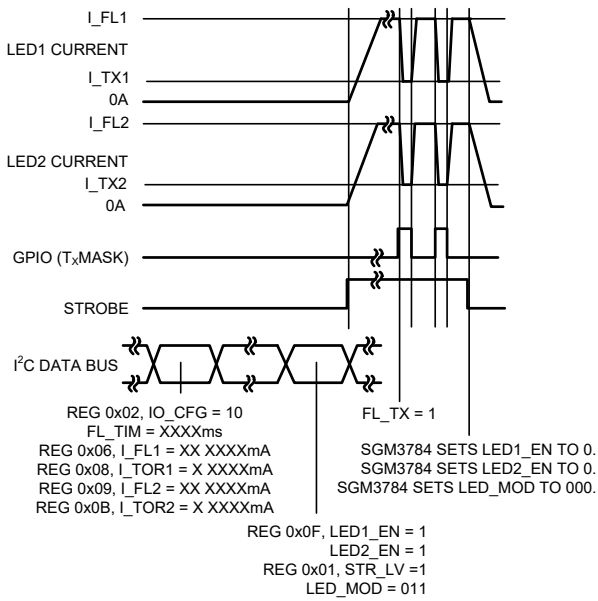 I_FL1
LED1 CURRENT
I_TX1
0A
I_FL2
LED2 CURRENT
I_TX2
0A
GPIO (TXMASK)
STROBE
I2C DATA BUS
REG 0x02, IO_CFG = 10
FL_TIM = XXXXms
REG 0x06, I_FL1 = XX XXXXmA
REG 0x08, I_TOR1 = X XXXXmA
REG 0x09, I_FL2 = XX XXXXmA
REG 0x0B, I_TOR2 = X XXXXmA
FL_TX = 1
SGM3784 SETS LED1_EN TO 0.
SGM3784 SETS LED2_EN TO 0.
SGM3784 SETS LED_MOD TO 000.
REG 0x0F, LED1_EN = 1
LED2_EN = 1
REG 0x01, STR_LV =1
LED_MOD = 011